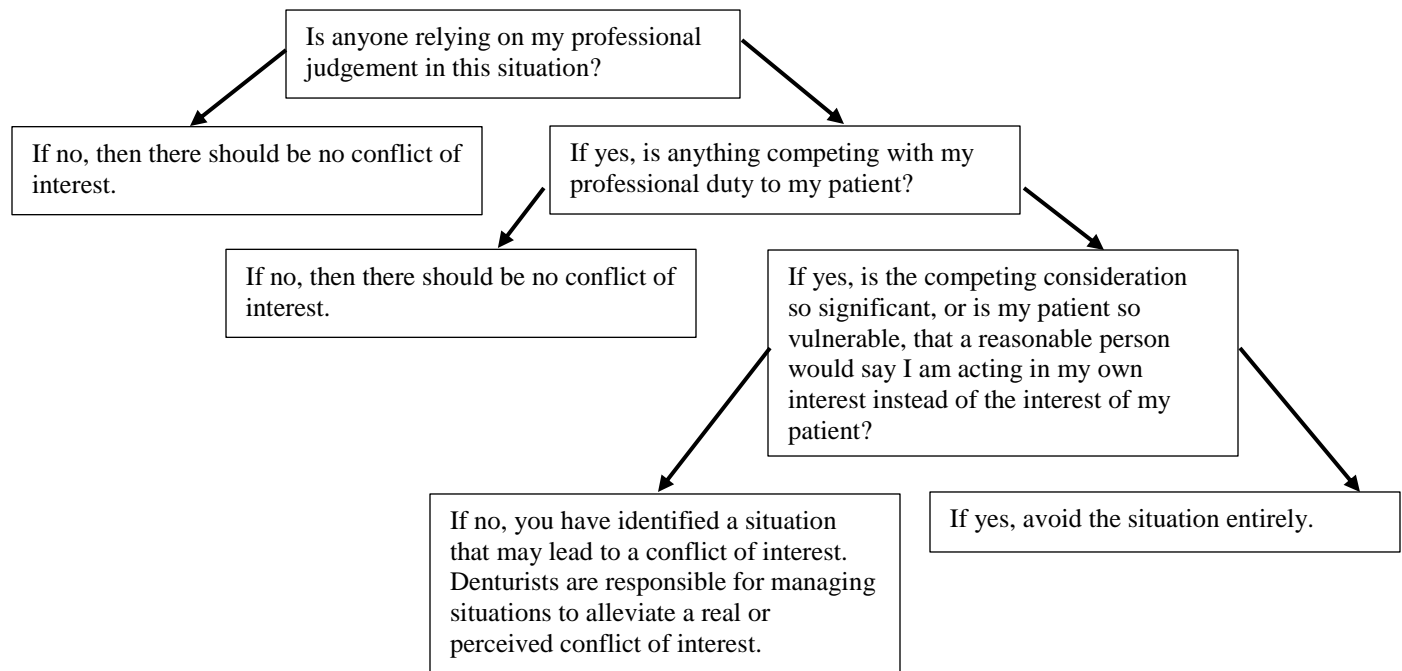 Is anyone relying on my professional
judgement in this situation?
If no, then there should be no conflict of
interest.
If yes, is anything competing with my
professional duty to my patient?
If no, then there should be no conflict of
interest.
If yes, is the competing consideration
so significant, or is my patient so
vulnerable, that a reasonable person
would say I am acting in my own
interest instead of the interest of my
patient?
If no, you have identified a situation
that may lead to a conflict of interest.
Denturists are responsible for managing
situations to alleviate a real or
perceived conflict of interest.
If yes, avoid the situation entirely.